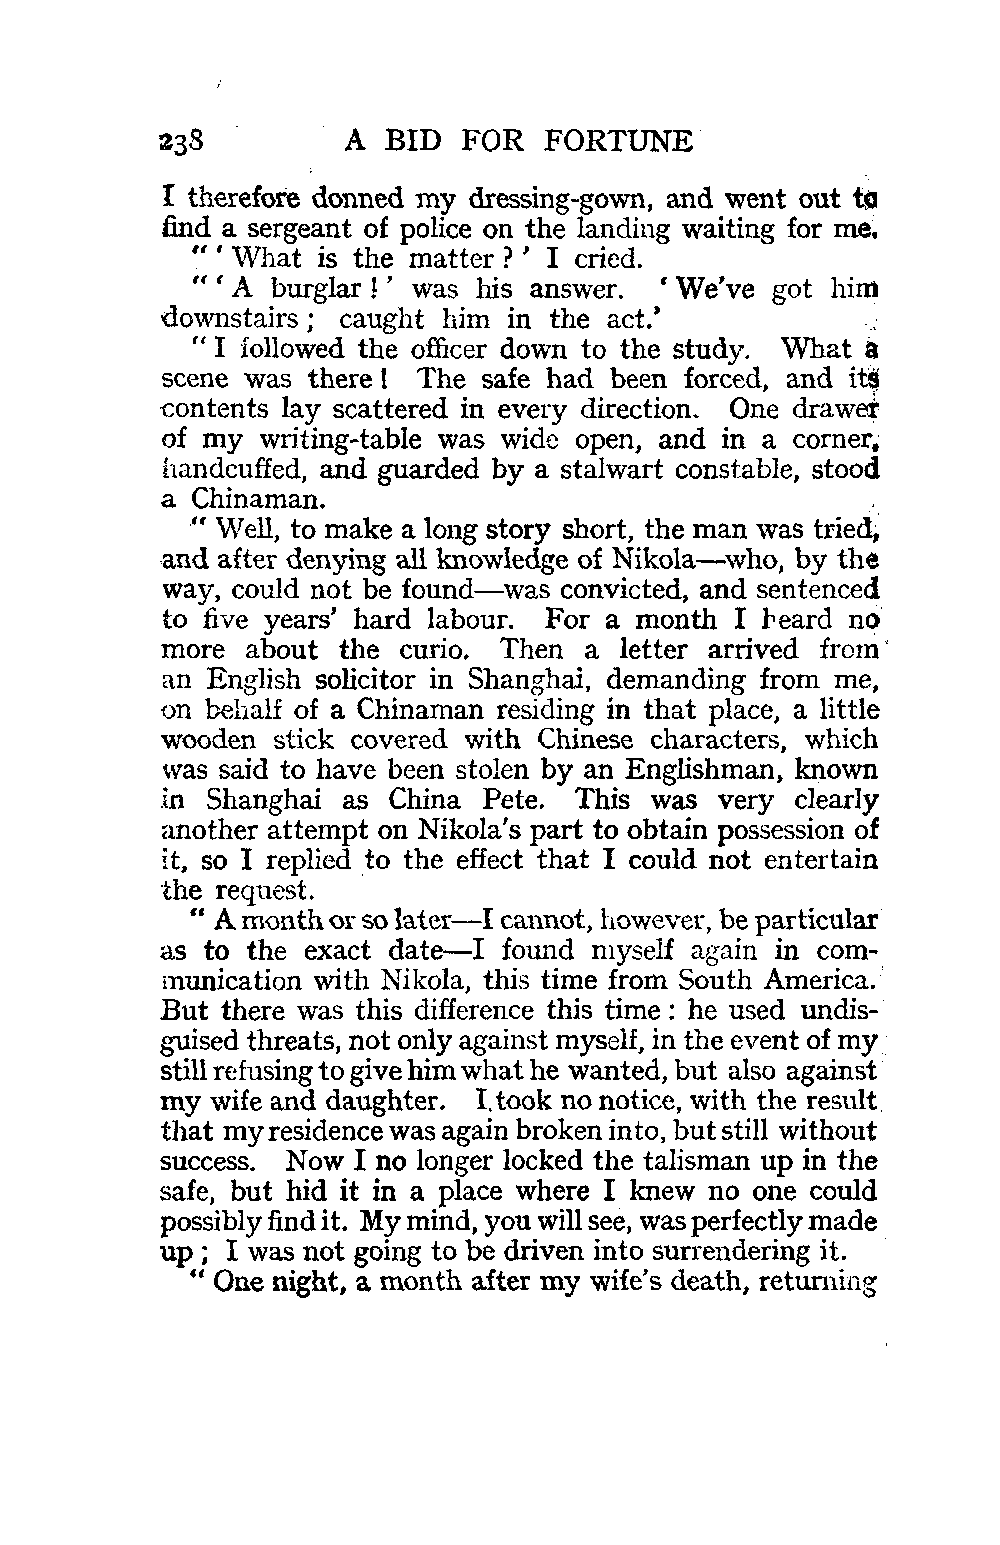 238 A BID FOR FORTUNE
I therefore donned my dressing-gown, and went out to
find a sergeant of police on the landing waiting for me.
"'What is the matter?' I cried.
"'A burglar!' was his answer. 'We've got him
downstairs; caught him in the act.'
"I followed the officer down to the study. What a
scene was there! The safe had been forced, and its
contents lay scattered in every direction. One drawer
of my writing-table was wide open, and in a corner,
handcuffed, and guarded by a stalwart constable, stood
a Chinaman.
"Well, to make a long story short, the man was tried,
and after denying all knowledge of Nikola—who, by the
way, could not be found—was convicted, and sentenced
to five years' hard labour. For a month I heard no
more about the curio. Then a letter arrived from
an English solicitor in Shanghai, demanding from me,
on behalf of a Chinaman residing in that place, a little
wooden stick covered with Chinese characters, which
was said to have been stolen by an Englishman, known
in Shanghai as China Pete. This was very clearly
another attempt on Nikola's part to obtain possession of
it, so I replied to the effect that I could not entertain
the request.
"A month or so later—I cannot, however, be particular
as to the exact date—I found myself again in com-
munication with Nikola, this time from South America.
But there was this difference this time: he used undis-
guised threats, not only against myself, in the event of my
still refusing to give him what he wanted, but also against
my wife and daughter. I took no notice, with the result
that my residence was again broken into, but still without
success. Now I no longer locked the talisman up in the
safe, but hid it in a place where I knew no one could
possibly find it. My mind, you will see, was perfectly made
up; I was not going to be driven into surrendering it.
"One night, a month after my wife's death, returning